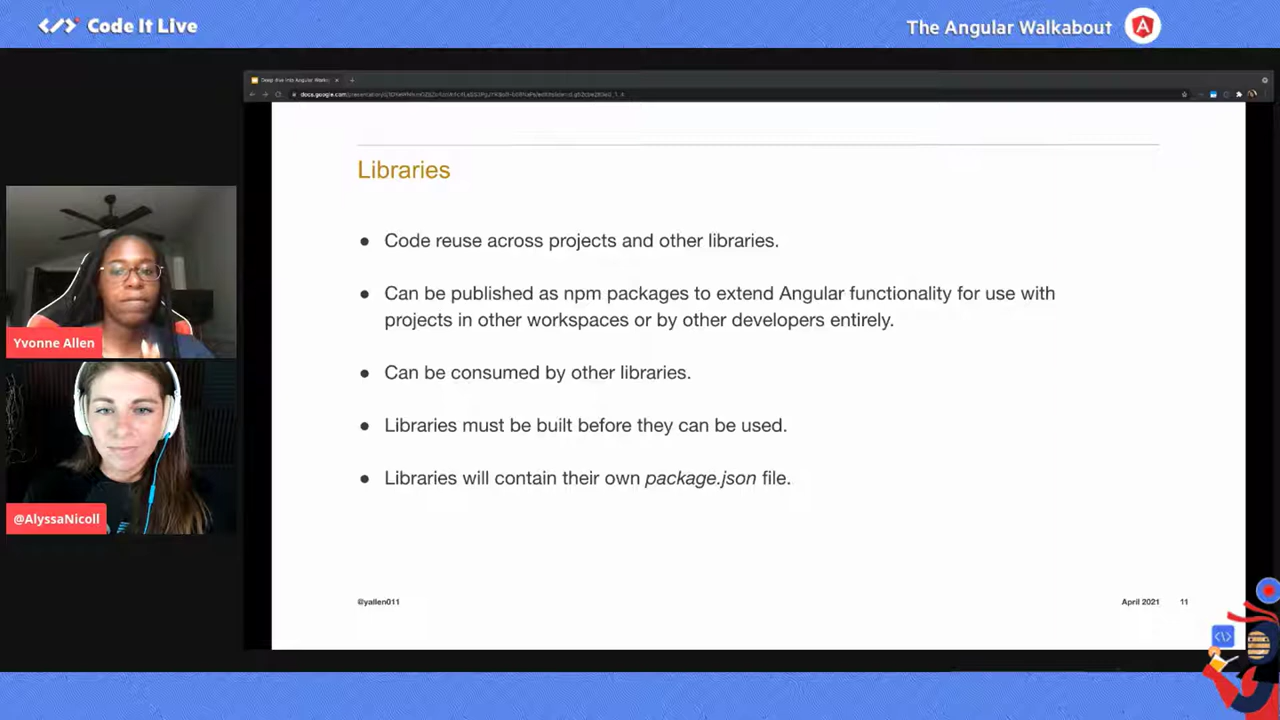 </> Code It Live
The Angular Walkabout
Libraries
● Code reuse across projects and other libraries.
● Can be published as npm packages to extend Angular functionality for use with
projects in other workspaces or by other developers entirely.
● Can be consumed by other libraries.
● Libraries must be built before they can be used.
● Libraries will contain their own package.json file.
@yallen011
April 2021
11
Yvonne Allen
@AlyssaNicoll